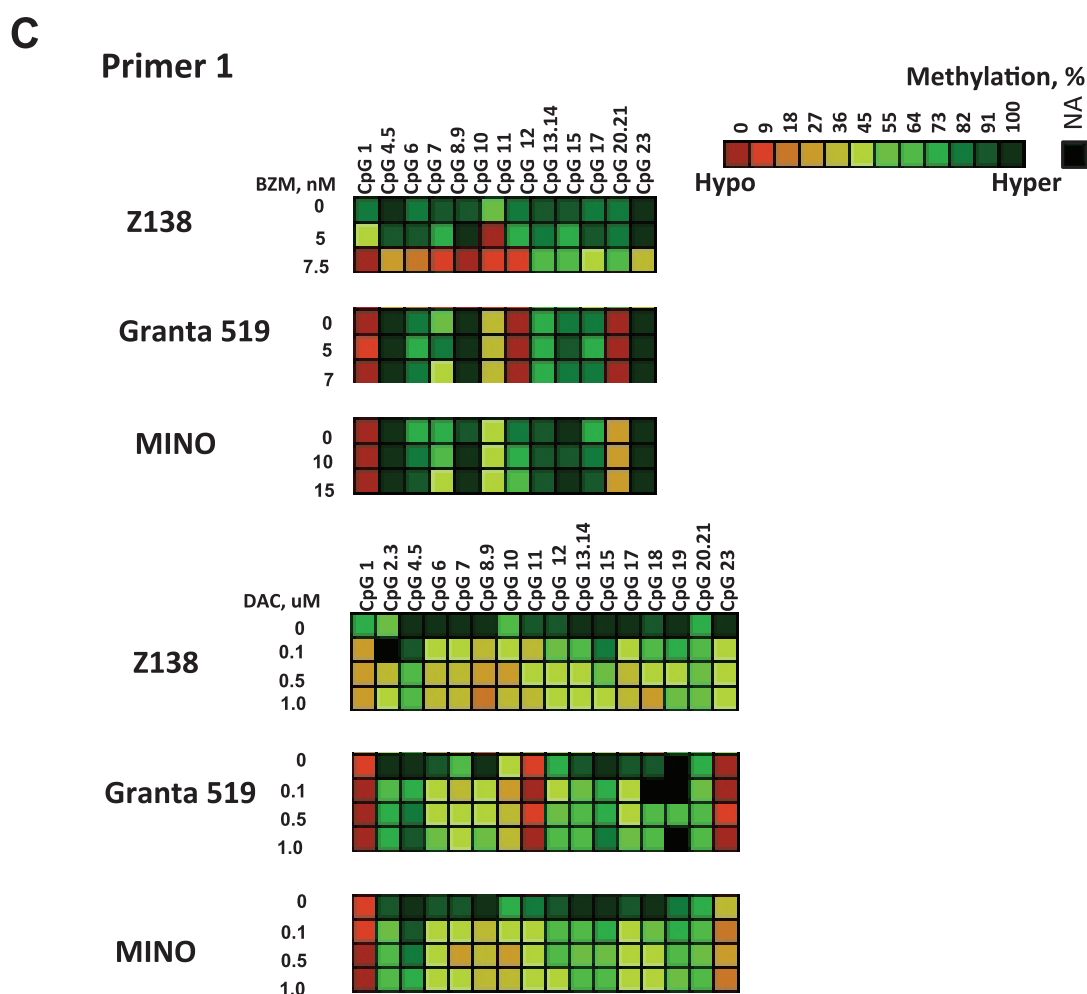 C
Primer 1
Methylation, %
0 9 18 27 36 45 55 64 73 82 91 100 NA
Hypo Hyper
BZM, nM CpG 1 CpG 4.5 CpG 6 CpG 7 CpG 8.9 CpG 10 CpG 11 CpG 12 CpG 13.14 CpG 15 CpG 17 CpG 20.21 CpG 23
Z138
0
5
7.5
Granta 519
0
5
7
MINO
0
10
15
DAC, uM CpG 1 CpG 2.3 CpG 4.5 CpG 6 CpG 7 CpG 8.9 CpG 10 CpG 11 CpG 12 CpG 13.14 CpG 15 CpG 17 CpG 18 CpG 19 CpG 20.21 CpG 23
Z138
0
0.1
0.5
1.0
Granta 519
0
0.1
0.5
1.0
MINO
0
0.1
0.5
1.0